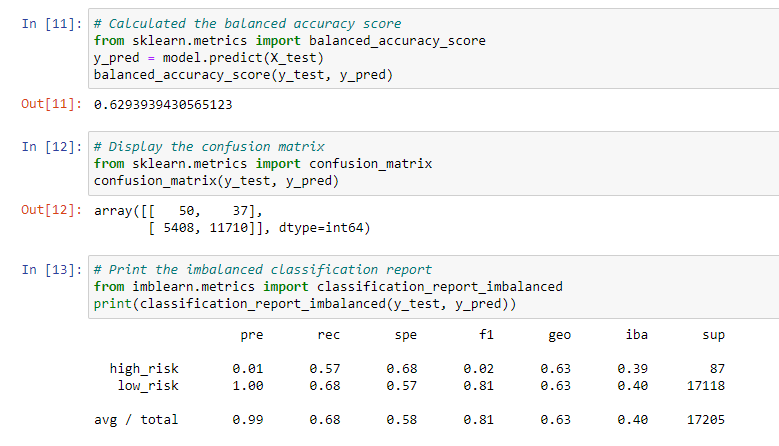 In [11]: # Calculated the balanced accuracy score
from sklearn.metrics import balanced_accuracy_score
y_pred = model.predict(X_test)
balanced_accuracy_score(y_test, y_pred)
Out[11]: 0.6293939430565123
In [12]: # Display the confusion matrix
from sklearn.metrics import confusion_matrix
confusion_matrix(y_test, y_pred)
Out[12]: array([[   50,    37],
       [ 5408, 11710]], dtype=int64)
In [13]: # Print the imbalanced classification report
from imblearn.metrics import classification_report_imbalanced
print(classification_report_imbalanced(y_test, y_pred))
pre rec spe f1 geo iba sup
high_risk 0.01 0.57 0.68 0.02 0.63 0.39 87
low_risk 1.00 0.68 0.57 0.81 0.63 0.40 17118
avg / total 0.99 0.68 0.58 0.81 0.63 0.40 17205